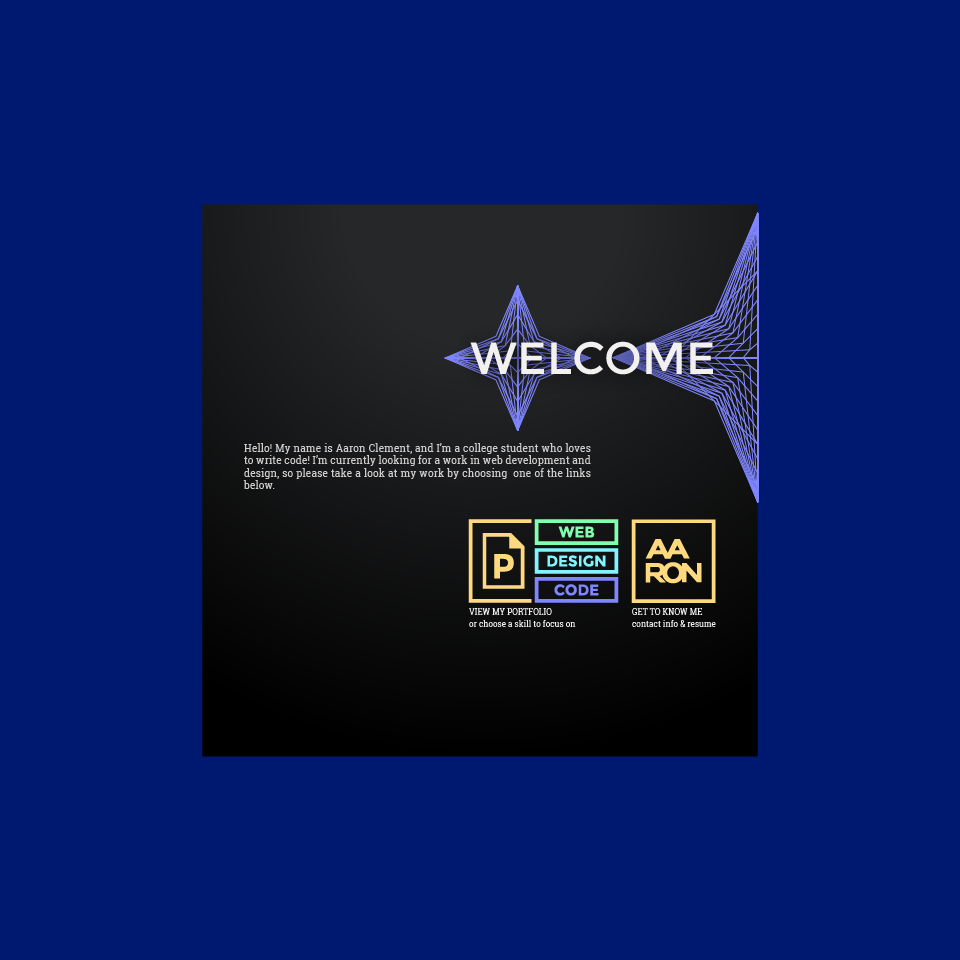 WELCOME
Hello! My name is Aaron Clement, and I'm a college student who loves
to write code! I'm currently looking for a work in web development and
design, so please take a look at my work by choosing  one of the links
below.
P
WEB
DESIGN
CODE
AA
RON
VIEW MY PORTFOLIO
or choose a skill to focus on
GET TO KNOW ME
contact info & resume